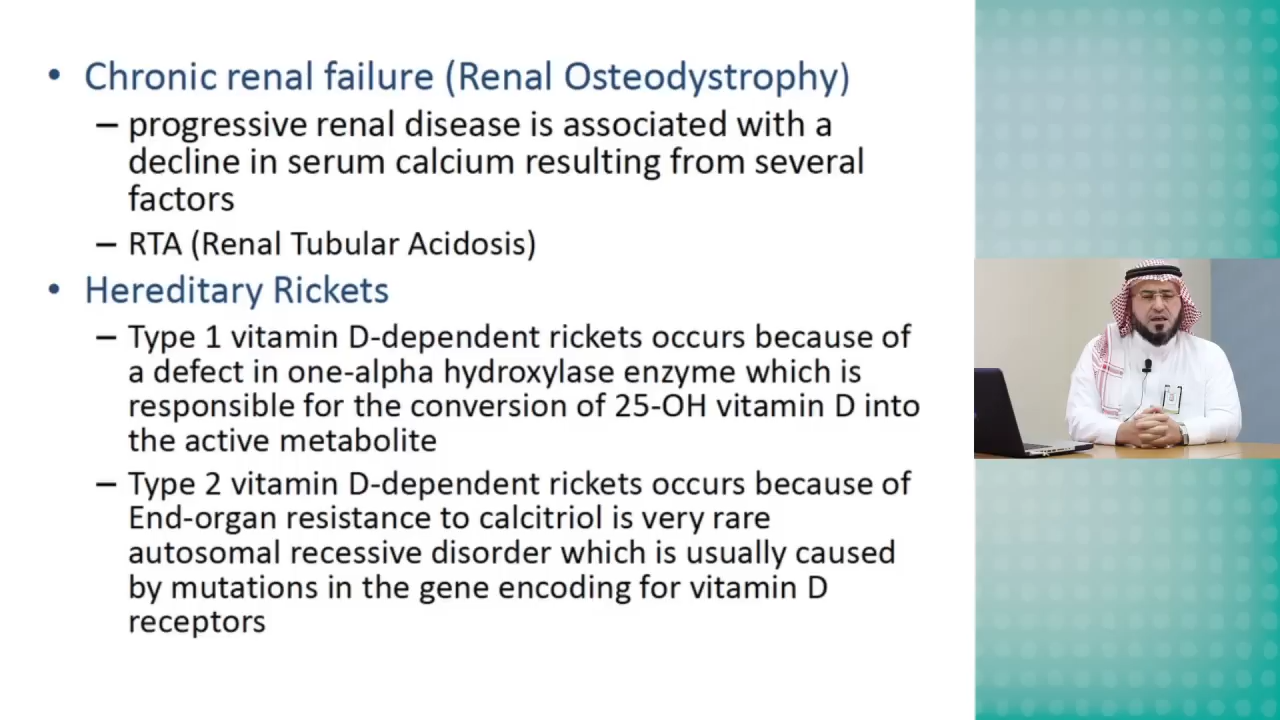 • Chronic renal failure (Renal Osteodystrophy)
– progressive renal disease is associated with a
decline in serum calcium resulting from several
factors
– RTA (Renal Tubular Acidosis)
• Hereditary Rickets
– Type 1 vitamin D-dependent rickets occurs because of
a defect in one-alpha hydroxylase enzyme which is
responsible for the conversion of 25-OH vitamin D into
the active metabolite
– Type 2 vitamin D-dependent rickets occurs because of
End-organ resistance to calcitriol is very rare
autosomal recessive disorder which is usually caused
by mutations in the gene encoding for vitamin D
receptors